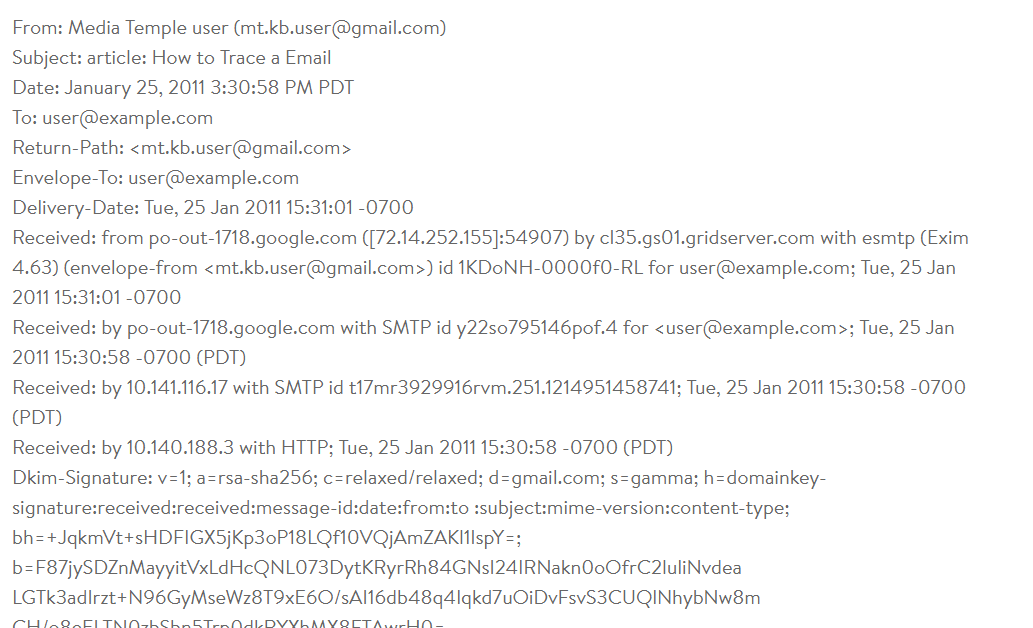 From: Media Temple user (mt.kb.user@gmail.com)
Subject: article: How to Trace a Email
Date: January 25, 2011 3:30:58 PM PDT
To: user@example.com
Return-Path: <mt.kb.user@gmail.com>
Envelope-To: user@example.com
Delivery-Date: Tue, 25 Jan 2011 15:31:01 -0700
Received: from po-out-1718.google.com ([72.14.252.155]:54907) by cl35.gs01.gridserver.com with esmtp (Exim
4.63) (envelope-from <mt.kb.user@gmail.com>) id 1KDoNH-0000f0-RL for user@example.com; Tue, 25 Jan
2011 15:31:01 -0700
Received: by po-out-1718.google.com with SMTP id y22so795146pof.4 for <user@example.com>; Tue, 25 Jan
2011 15:30:58 -0700 (PDT)
Received: by 10.141.116.17 with SMTP id t17mr3929916rvm.251.1214951458741; Tue, 25 Jan 2011 15:30:58 -0700
(PDT)
Received: by 10.140.188.3 with HTTP; Tue, 25 Jan 2011 15:30:58 -0700 (PDT)
Dkim-Signature: v=1; a=rsa-sha256; c=relaxed/relaxed; d=gmail.com; s=gamma; h=domainkey-
signature:received:received:message-id:date:from:to :subject:mime-version:content-type;
bh=+JqkmVt+sHDFIGX5jKp3oP18LQf10VQjAmZAKl1lspY=;
b=F87jySDZnMayyitVxLdHcQNL073DytKRyrRh84GNsI24IRNakn0oOfrC2luliNvdea
LGTk3adIrzt+N96GyMseWz8T9xE6O/sAI16db48q4Iqkd7uOiDvFsvS3CUQlNhybNw8m